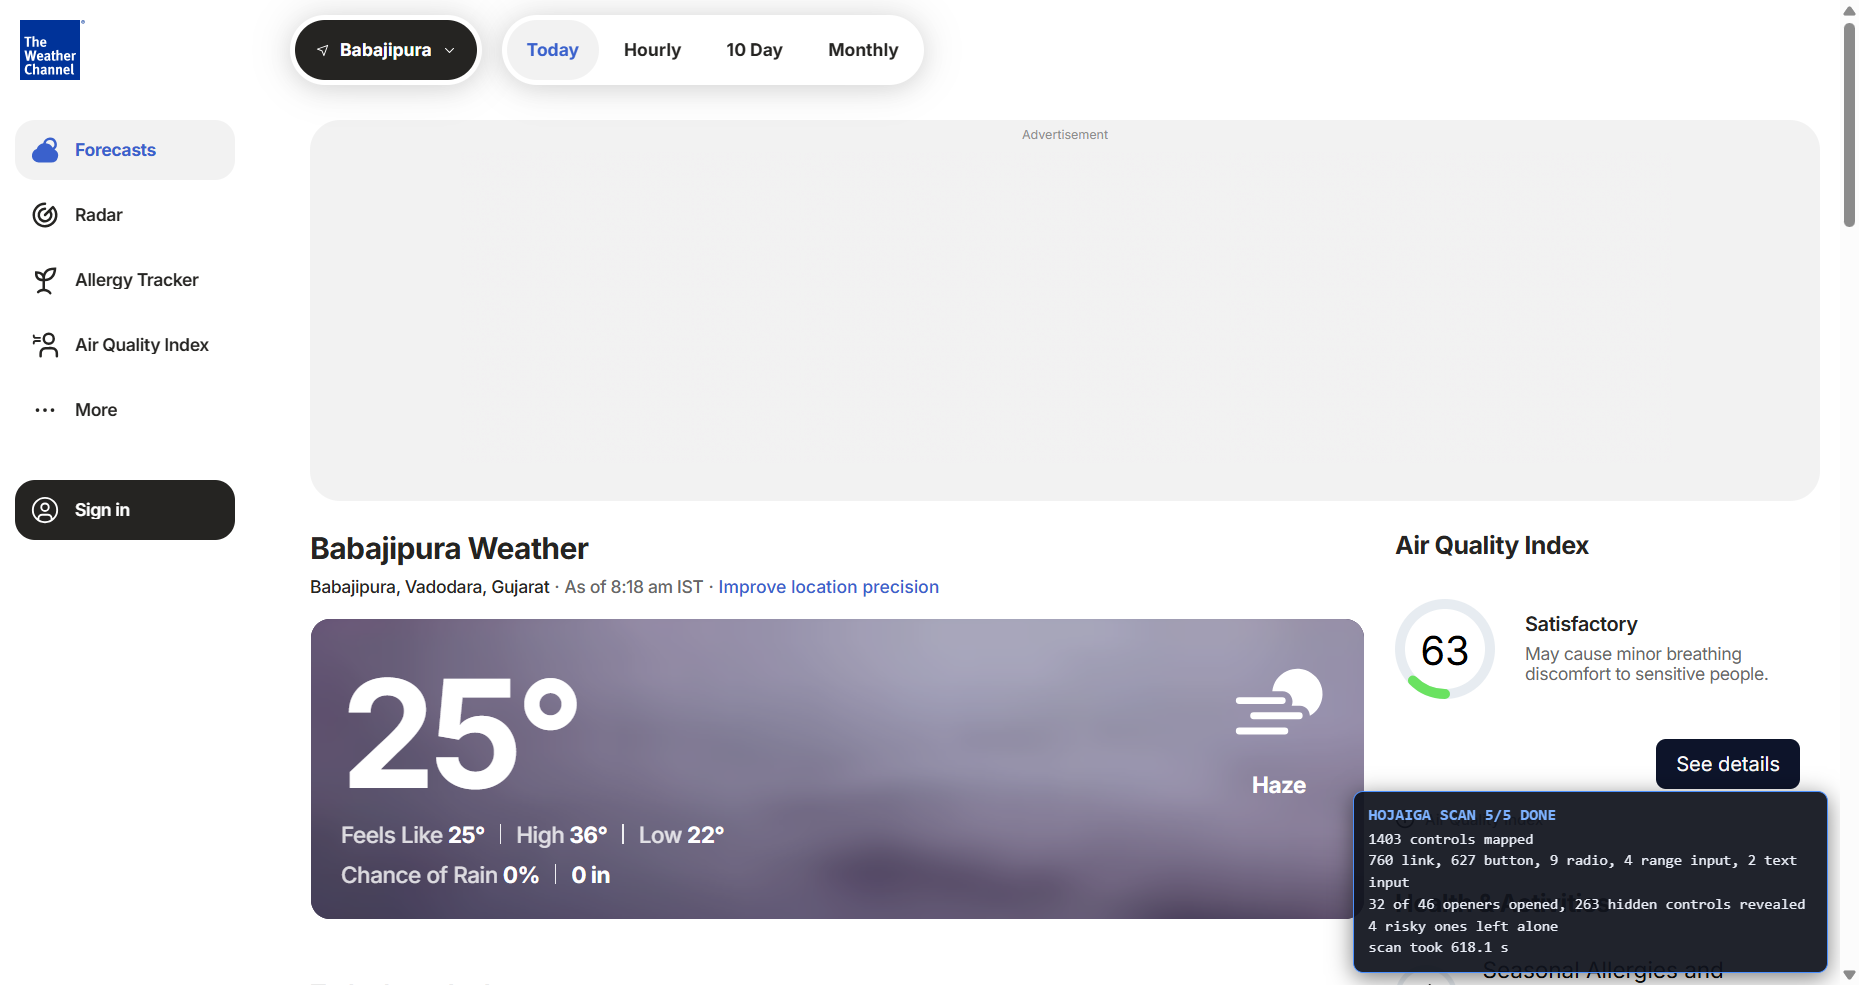 The
Weather
Channel
Babajipura
Today
Hourly
10 Day
Monthly
Forecasts
Radar
Allergy Tracker
Air Quality Index
More
Sign in
Advertisement
Babajipura Weather
Babajipura, Vadodara, Gujarat · As of 8:18 am IST · Improve location precision
25°
Haze
Feels Like 25° | High 36° | Low 22°
Chance of Rain 0% | 0 in
Air Quality Index
63
Satisfactory
May cause minor breathing
discomfort to sensitive people.
See details
HOJAIGA SCAN 5/5 DONE
1403 controls mapped
760 link, 627 button, 9 radio, 4 range input, 2 text
input
32 of 46 openers opened, 263 hidden controls revealed
4 risky ones left alone
scan took 618.1 s
Seasonal Allergies and